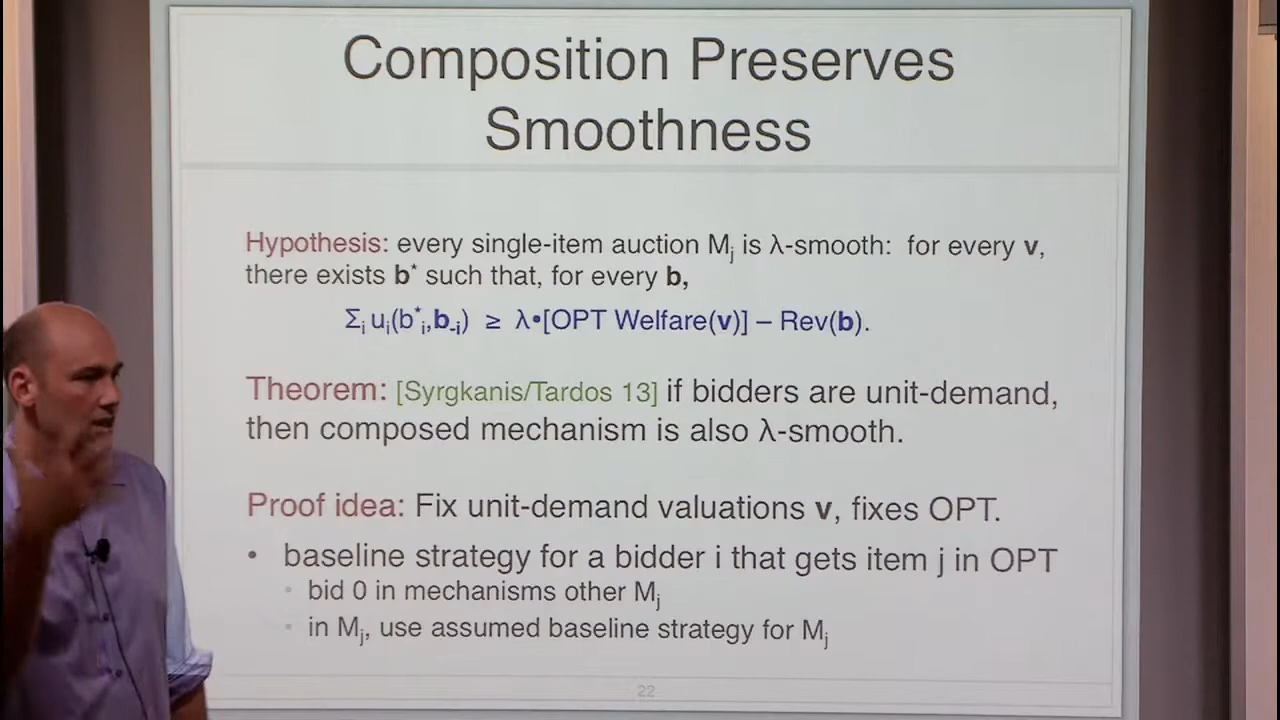 Composition Preserves
Smoothness
Hypothesis: every single-item auction Mj is λ-smooth: for every v,
there exists b* such that, for every b,
Σi ui(b*i,b-i) ≥ λ•[OPT Welfare(v)] – Rev(b).
Theorem: [Syrgkanis/Tardos 13] if bidders are unit-demand,
then composed mechanism is also λ-smooth.
Proof idea: Fix unit-demand valuations v, fixes OPT.
• baseline strategy for a bidder i that gets item j in OPT
• bid 0 in mechanisms other Mj
• in Mj, use assumed baseline strategy for Mj
22